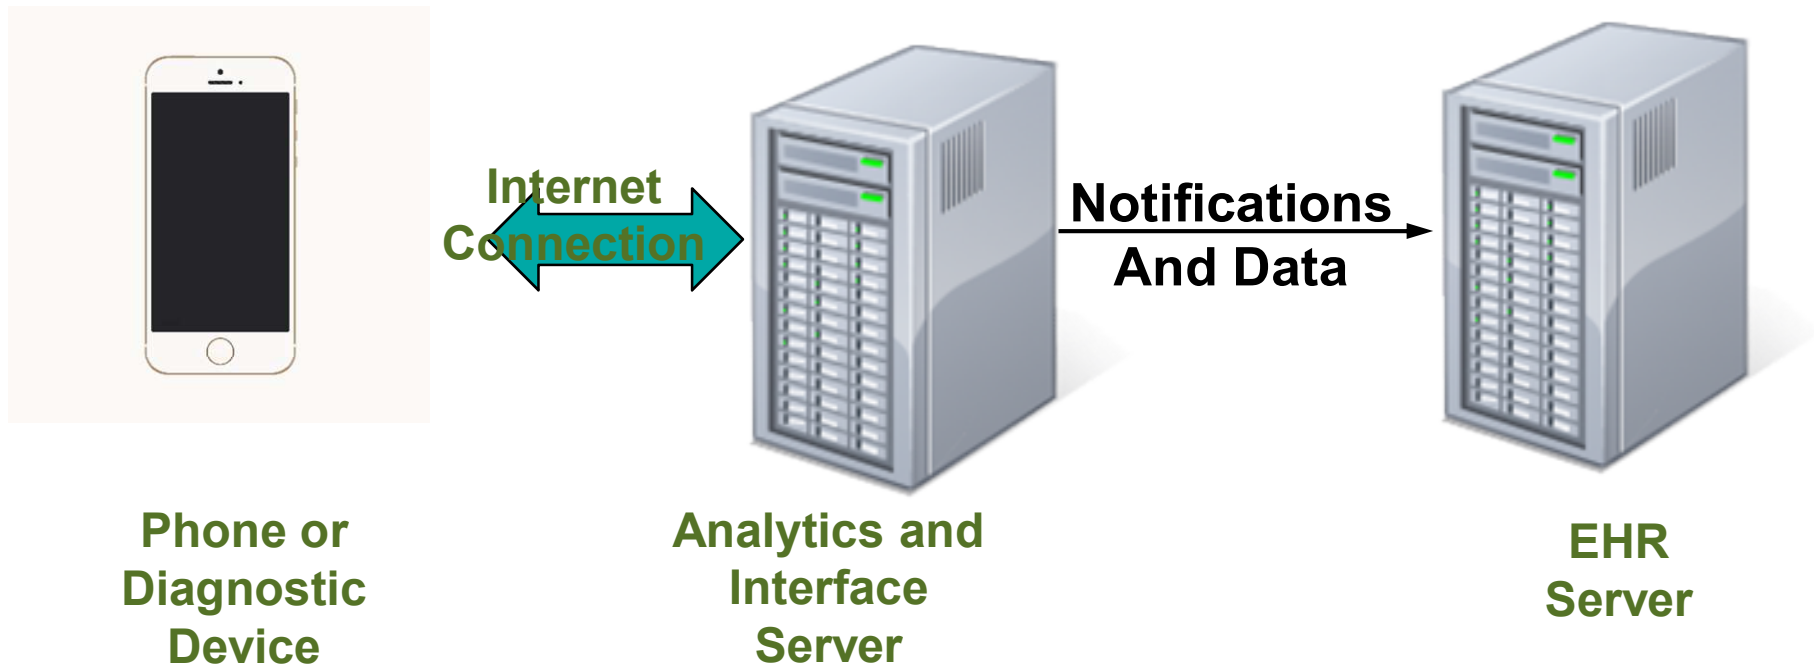 Internet
Connection
Notifications
And Data
Phone or
Diagnostic
Device
Analytics and
Interface
Server
EHR
Server